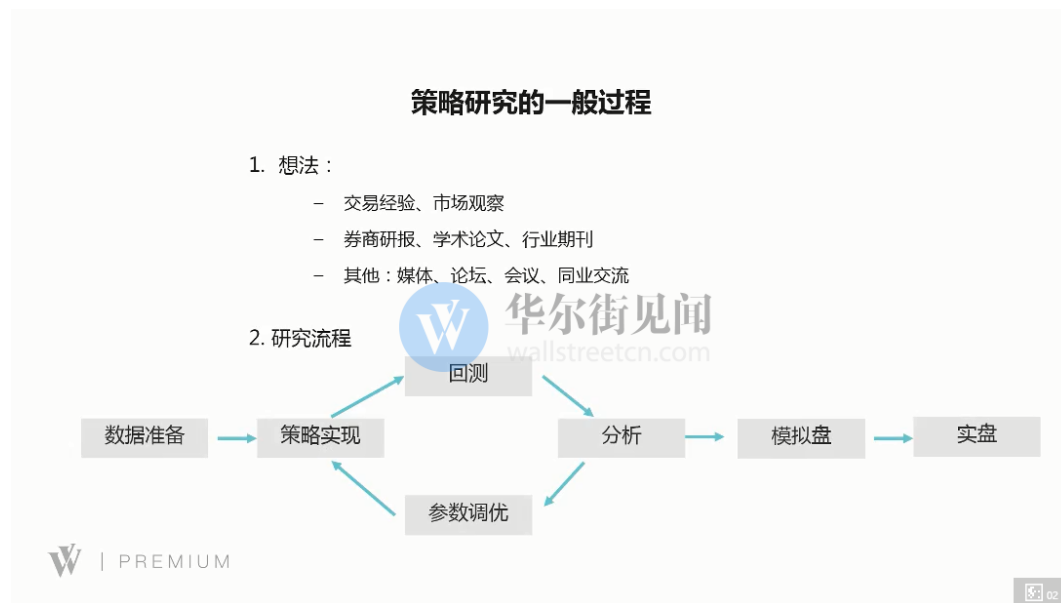 策略研究的一般过程
1. 想法：
– 交易经验、市场观察
– 券商研报、学术论文、行业期刊
– 其他：媒体、论坛、会议、同业交流
华尔街见闻
wallstreetcn.com
2. 研究流程
回测
数据准备
策略实现
分析
模拟盘
实盘
参数调优
W | PREMIUM
02